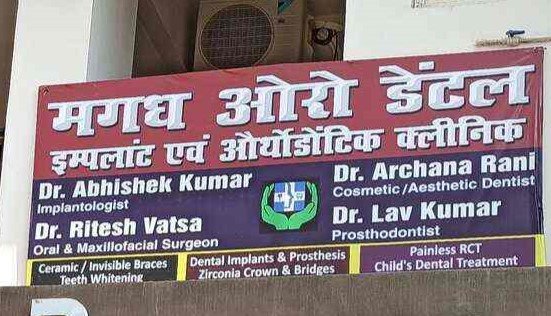 मगध ओरो डेंटल
इम्पलांट एवं और्थोडोंटिक क्लीनिक
Dr. Abhishek Kumar
Implantologist
Dr. Ritesh Vatsa
Oral & Maxillofacial Surgeon
Dr. Archana Rani
Cosmetic/Aesthetic Dentist
Dr. Lav Kumar
Prosthodontist
Ceramic / Invisible Braces
Teeth Whitening
Dental Implants & Prosthesis
Zirconia Crown & Bridges
Painless RCT
Child's Dental Treatment